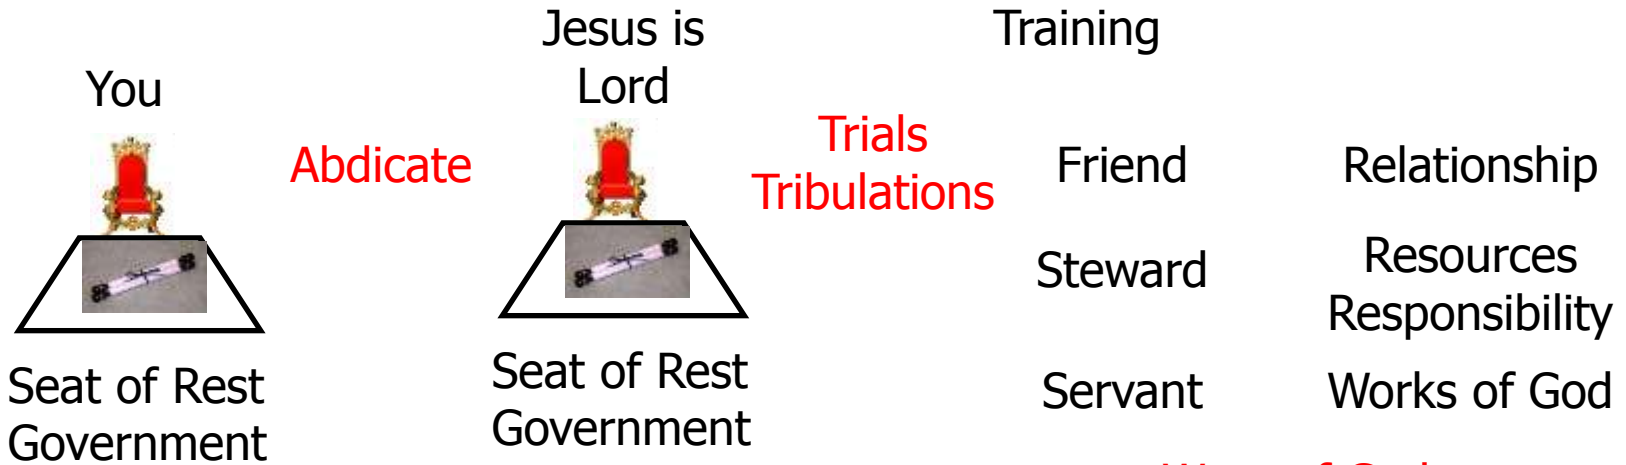 You
Seat of Rest
Government
Abdicate
Jesus is
Lord
Seat of Rest
Government
Trials
Tribulations
Training
Friend
Relationship
Steward
Resources
Responsibility
Servant
Works of God